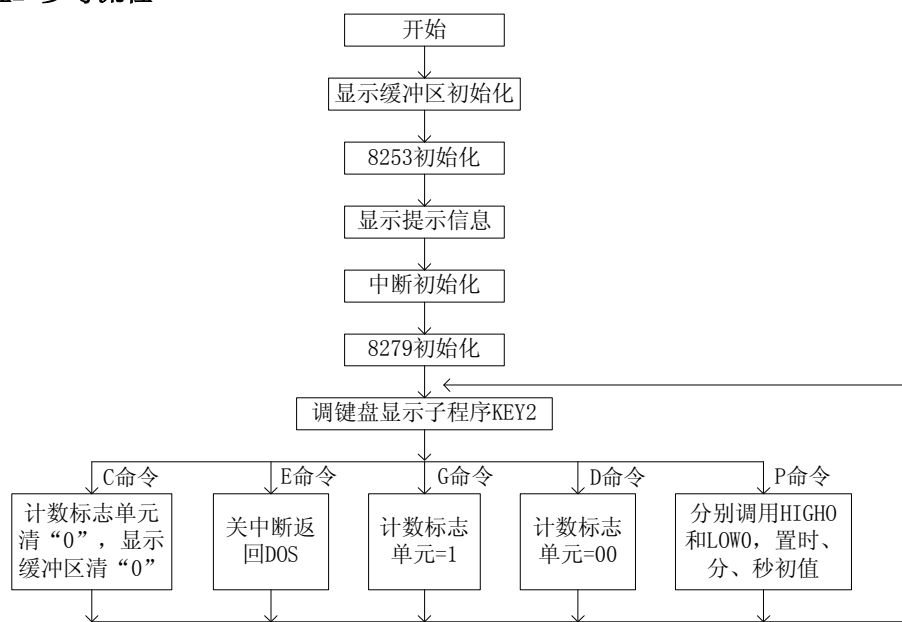 开始
显示缓冲区初始化
8253初始化
显示提示信息
中断初始化
8279初始化
调键盘显示子程序KEY2
C命令
E命令
G命令
D命令
P命令
计数标志单元
清“0”,显示
缓冲区清“0”
关中断返
回DOS
计数标志
单元=1
计数标志
单元=00
分别调用HIGH0
和LOW0,置时、
分、秒初值